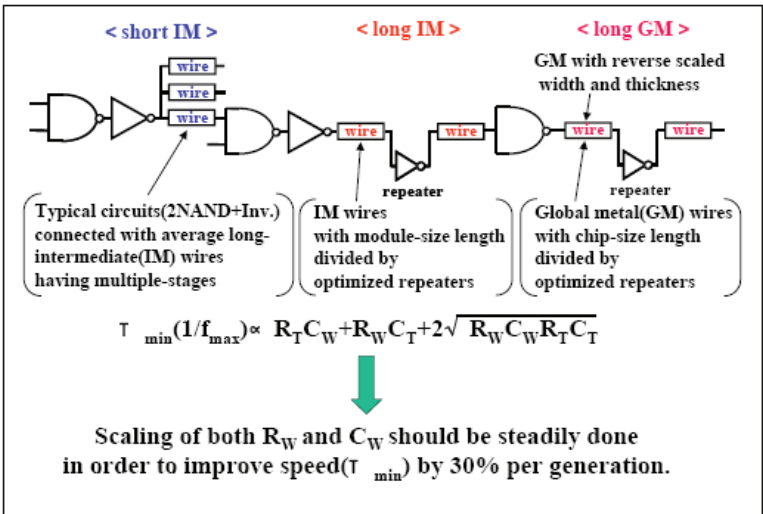 < short IM >
< long IM >
< long GM >
GM with reverse scaled
width and thickness
wire
wire
wire
wire
wire
wire
wire
repeater
repeater
Typical circuits(2NAND+Inv.)
connected with average long-
intermediate(IM) wires
having multiple-stages
IM wires
with module-size length
divided by
optimized repeaters
Global metal(GM) wires
with chip-size length
divided by
optimized repeaters
τ min(1/fmax)∝ RTCW+RWCT+2√RWCWRTCT
Scaling of both RW and CW should be steadily done
in order to improve speed(τ min) by 30% per generation.